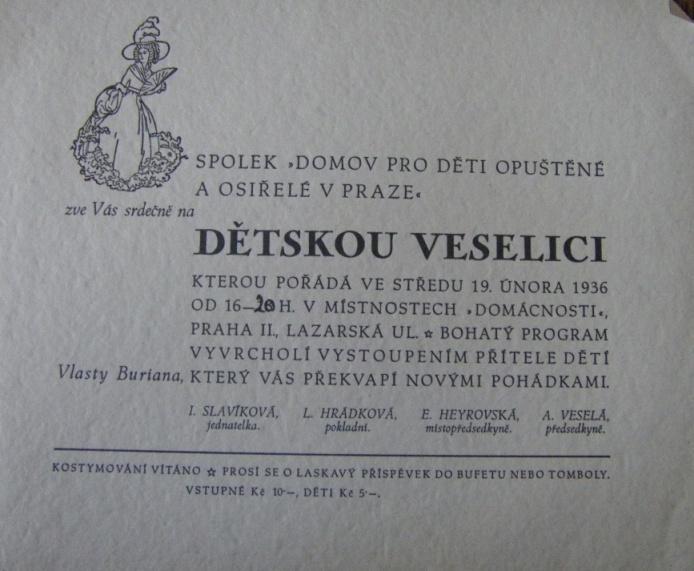 SPOLEK »DOMOV PRO DĚTI OPUŠTĚNÉ
A OSIŘELÉ V PRAZE«
zve Vás srdečně na
DĚTSKOU VESELICI
KTEROU POŘÁDÁ VE STŘEDU 19. ÚNORA 1936
OD 16—20 H. V MÍSTNOSTECH »DOMÁCNOSTI«,
PRAHA II., LAZARSKÁ UL. ☆ BOHATÝ PROGRAM
VYVRCHOLÍ VYSTOUPENÍM PŘÍTELE DĚTÍ
Vlasty Buriana, KTERÝ VÁS PŘEKVAPÍ NOVÝMI POHÁDKAMI.
I. SLAVÍKOVÁ, L. HRÁDKOVÁ, E. HEYROVSKÁ, A. VESELÁ,
jednatelka. pokladní. místopředsedkyně. předsedkyně.
KOSTYMOVÁNÍ VÍTÁNO ☆ PROSÍ SE O LASKAVÝ PŘÍSPĚVEK DO BUFETU NEBO TOMBOLY.
VSTUPNÉ Kč 10·–, DĚTI Kč 5·–.